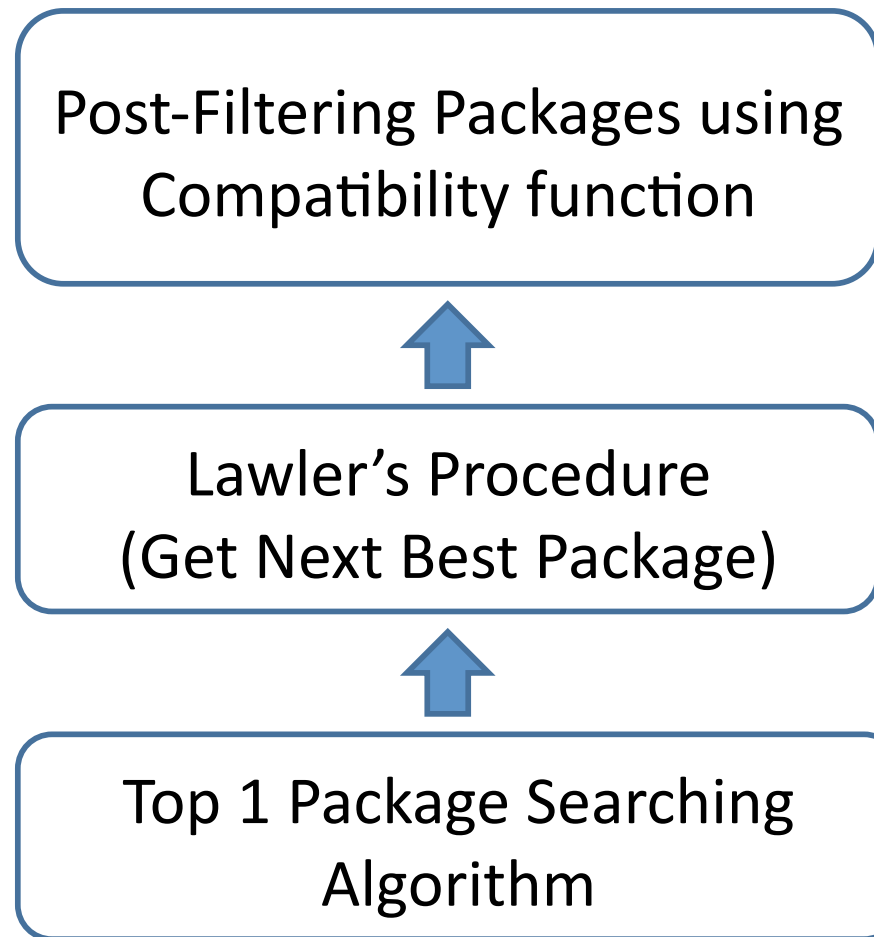 Post-Filtering Packages using
Compatibility function
Lawler’s Procedure
(Get Next Best Package)
Top 1 Package Searching
Algorithm